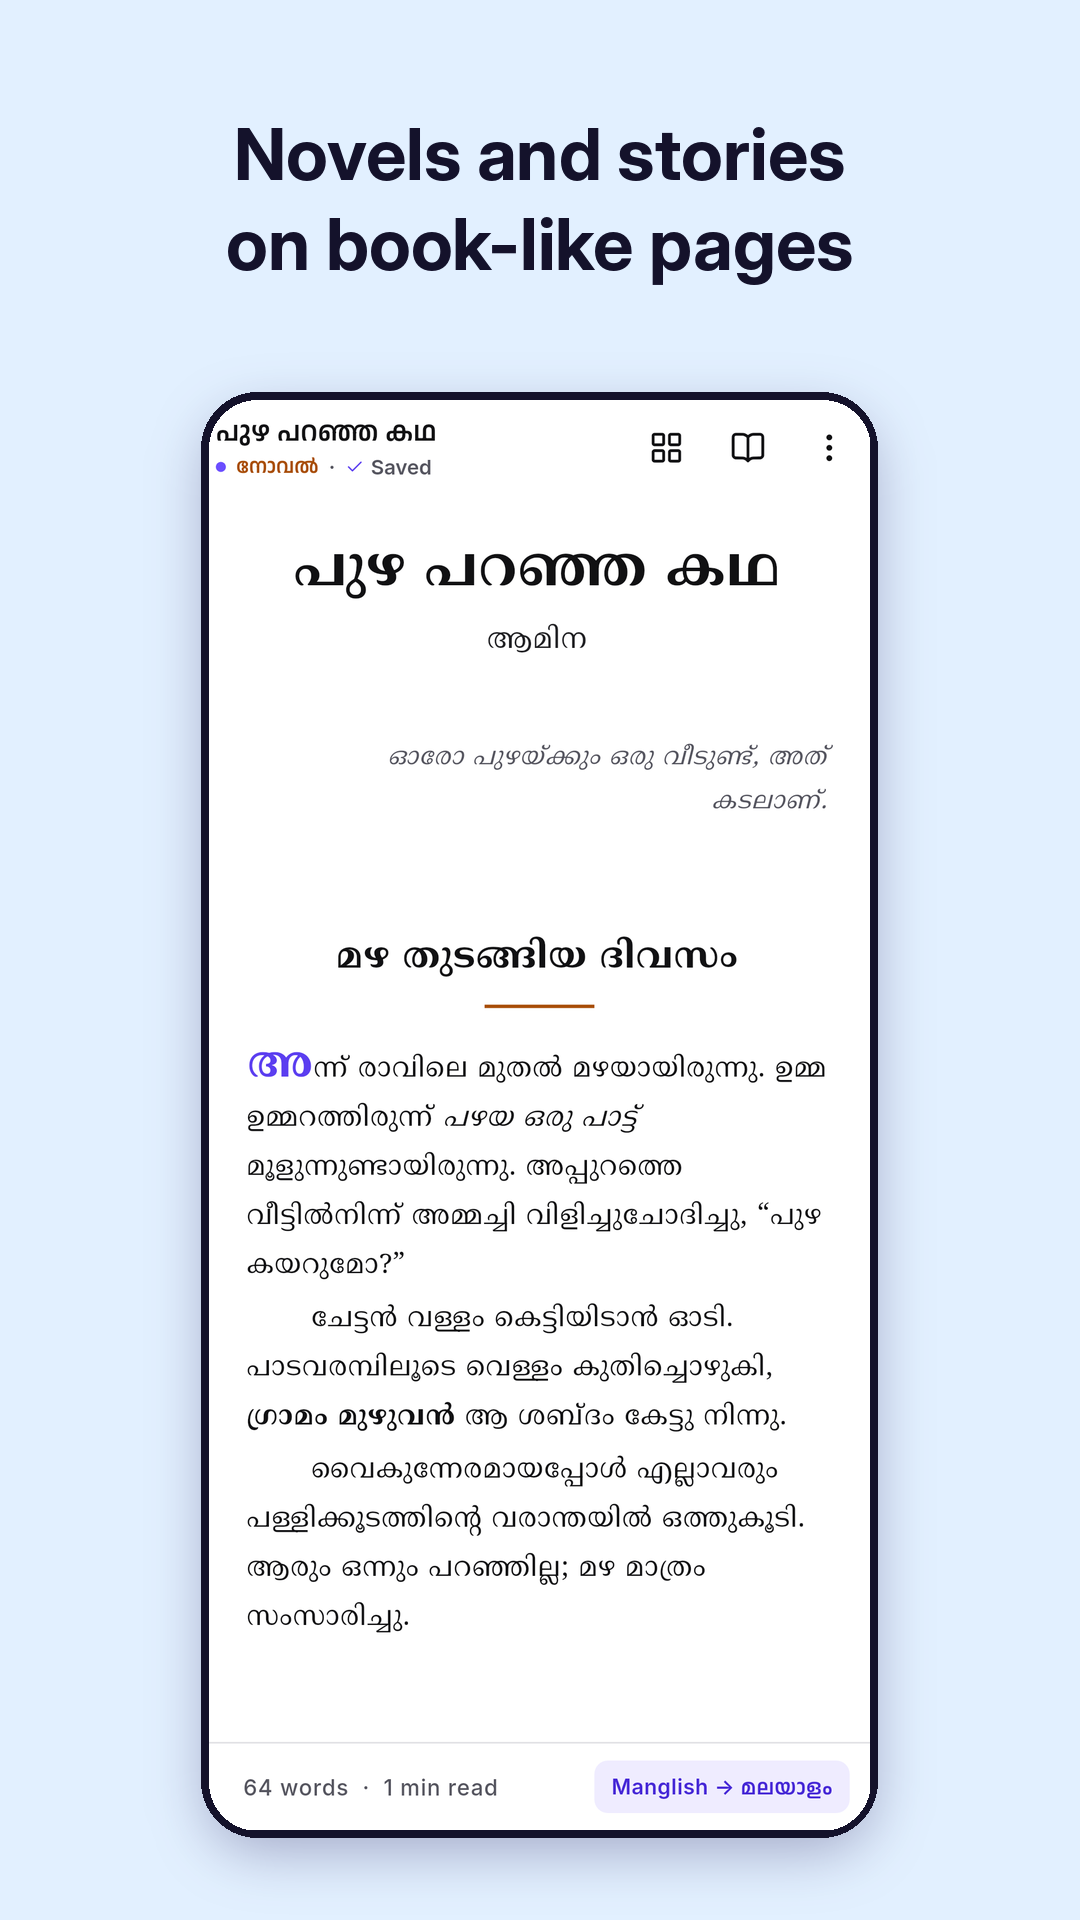 Novels and stories
on book-like pages
പുഴ പറഞ്ഞ കഥ
നോവൽ · ✓ Saved
പുഴ പറഞ്ഞ കഥ
ആമിന
ഓരോ പുഴയ്ക്കും ഒരു വീടുണ്ട്, അത്
കടലാണ്.
മഴ തുടങ്ങിയ ദിവസം
അന്ന് രാവിലെ മുതൽ മഴയായിരുന്നു. ഉമ്മ
ഉമ്മറത്തിരുന്ന് പഴയ ഒരു പാട്ട്
മൂളുന്നുണ്ടായിരുന്നു. അപ്പുറത്തെ
വീട്ടിൽനിന്ന് അമ്മച്ചി വിളിച്ചുചോദിച്ചു, “പുഴ
കയറുമോ?”
ചേട്ടൻ വള്ളം കെട്ടിയിടാൻ ഓടി.
പാടവരമ്പിലൂടെ വെള്ളം കുതിച്ചൊഴുകി,
ഗ്രാമം മുഴുവൻ ആ ശബ്ദം കേട്ടു നിന്നു.
വൈകുന്നേരമായപ്പോൾ എല്ലാവരും
പള്ളിക്കൂടത്തിന്റെ വരാന്തയിൽ ഒത്തുകൂടി.
ആരും ഒന്നും പറഞ്ഞില്ല; മഴ മാത്രം
സംസാരിച്ചു.
64 words · 1 min read
Manglish → മലയാളം